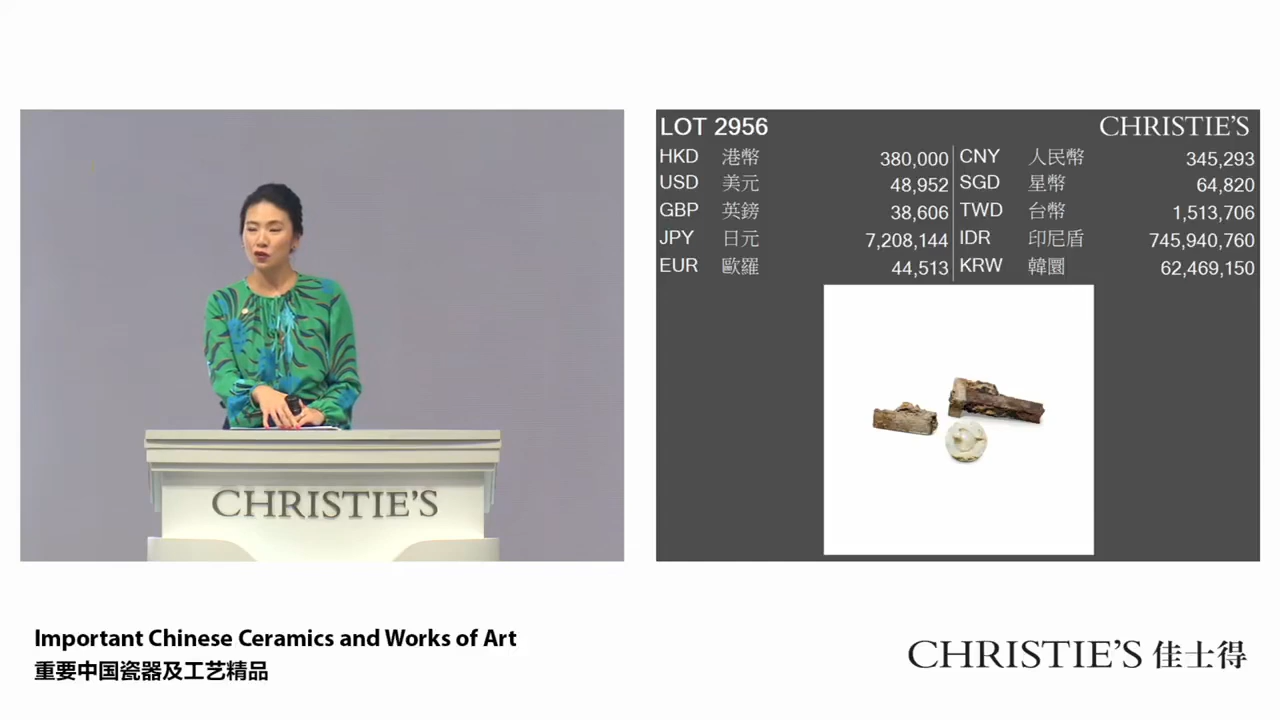 CHRISTIE'S
LOT 2956 CHRISTIE'S
HKD 港幣 380,000 CNY 人民幣 345,293
USD 美元 48,952 SGD 星幣 64,820
GBP 英鎊 38,606 TWD 台幣 1,513,706
JPY 日元 7,208,144 IDR 印尼盾 745,940,760
EUR 歐羅 44,513 KRW 韓圜 62,469,150
Important Chinese Ceramics and Works of Art
重要中国瓷器及工艺精品
CHRISTIE'S 佳士得